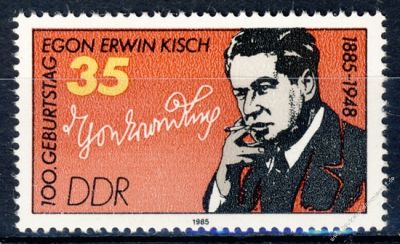 100. GEBURTSTAG
EGON ERWIN KISCH
1885-1948
35
DDR
1985